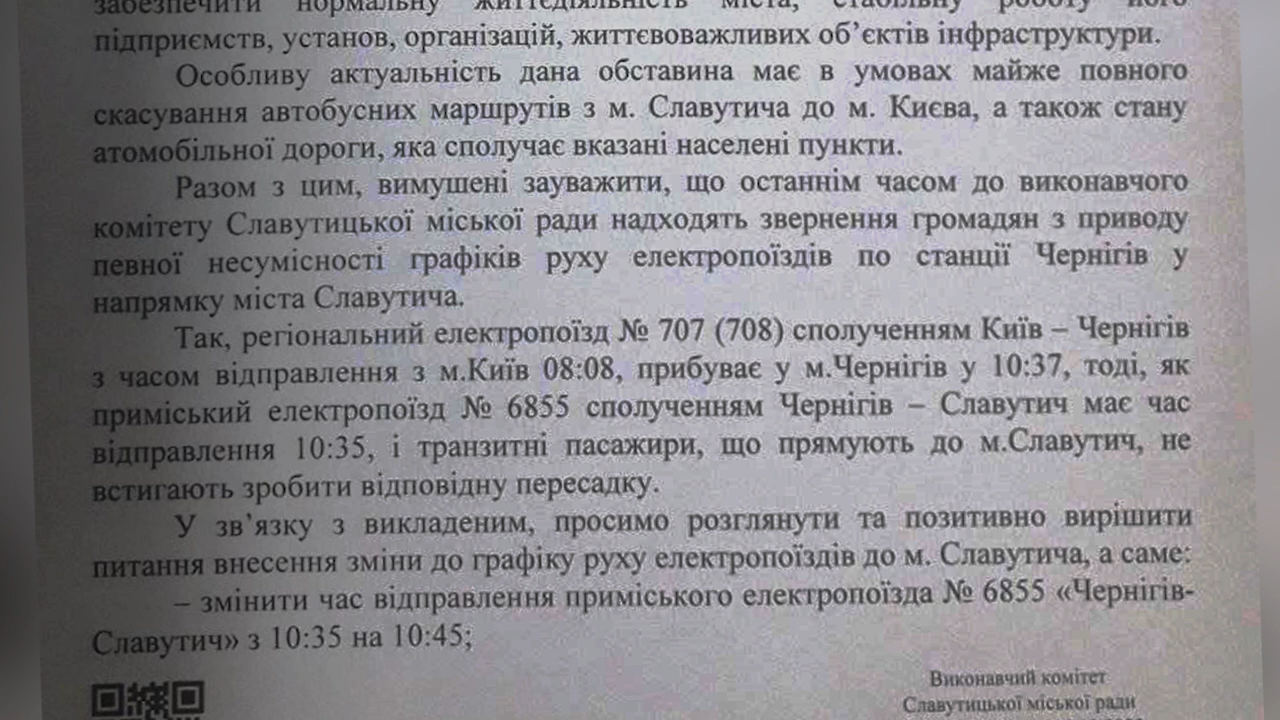 забезпечити нормальну життєдіяльність міста, стабільну роботу його
підприємств, установ, організацій, життєвоважливих об’єктів інфраструктури.
Особливу актуальність дана обставина має в умовах майже повного
скасування автобусних маршрутів з м. Славутича до м. Києва, а також стану
атомобільної дороги, яка сполучає вказані населені пункти.
Разом з цим, вимушені зауважити, що останнім часом до виконавчого
комітету Славутицької міської ради надходять звернення громадян з приводу
певної несумісності графіків руху електропоїздів по станції Чернігів у
напрямку міста Славутича.
Так, регіональний електропоїзд № 707 (708) сполученням Київ – Чернігів
з часом відправлення з м.Київ 08:08, прибуває у м.Чернігів у 10:37, тоді, як
приміський електропоїзд № 6855 сполученням Чернігів – Славутич має час
відправлення 10:35, і транзитні пасажири, що прямують до м.Славутич, не
встигають зробити відповідну пересадку.
У зв’язку з викладеним, просимо розглянути та позитивно вирішити
питання внесення зміни до графіку руху електропоїздів до м. Славутича, а саме:
– змінити час відправлення приміського електропоїзда № 6855 «Чернігів-
Славутич» з 10:35 на 10:45;
Виконавчий комітет
Славутицької міської ради